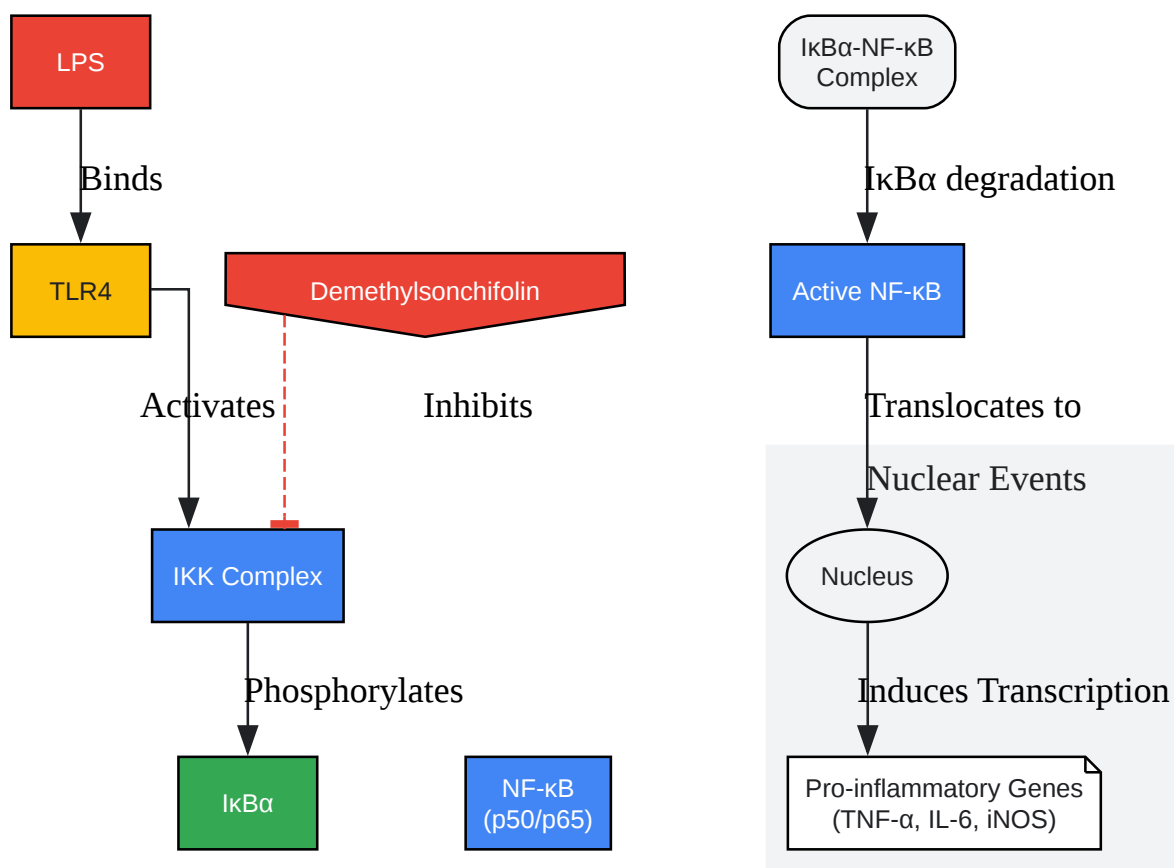 LPS
Binds
TLR4
Demethylsonchifolin
Activates
Inhibits
IKK Complex
Phosphorylates
IκBα
NF-κB
(p50/p65)
IκBα-NF-κB
Complex
IκBα degradation
Active NF-κB
Translocates to
Nuclear Events
Nucleus
Induces Transcription
Pro-inflammatory Genes
(TNF-α, IL-6, iNOS)